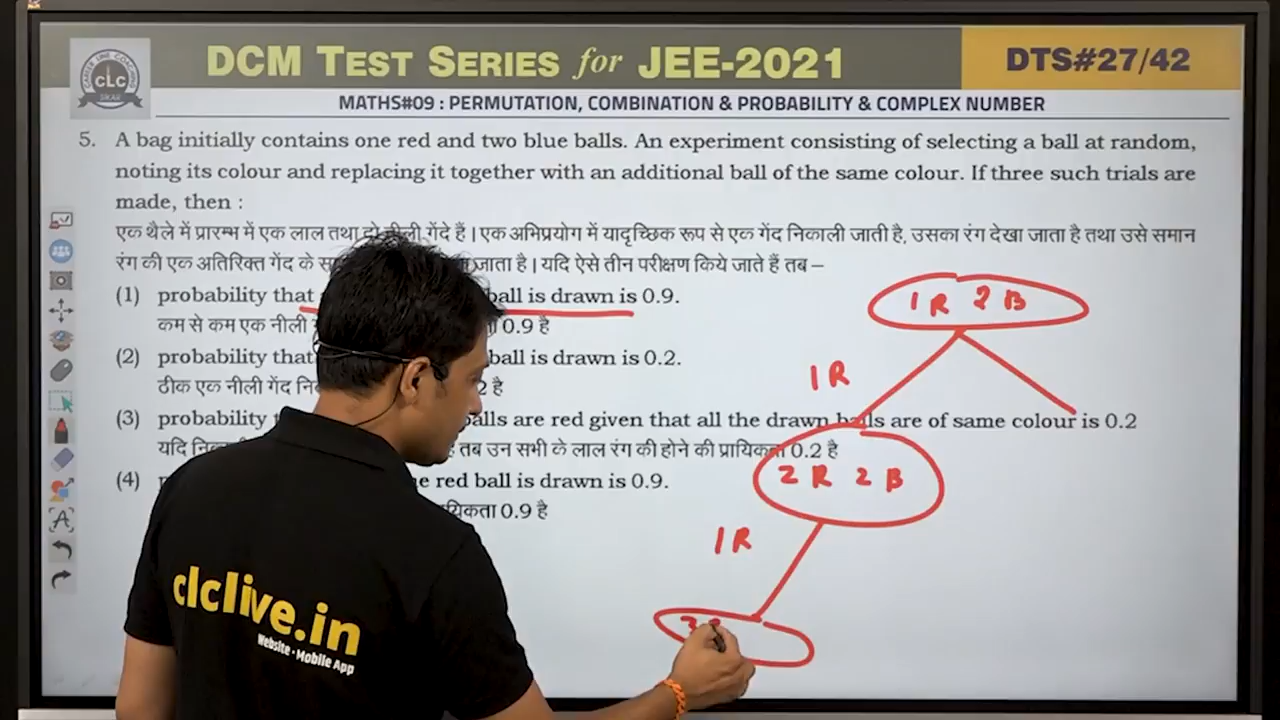 DCM TEST SERIES for JEE-2021
DTS#27/42
CAREER LINE COACHING
CLC
SIKAR
MATHS#09 : PERMUTATION, COMBINATION & PROBABILITY & COMPLEX NUMBER
5. A bag initially contains one red and two blue balls. An experiment consisting of selecting a ball at random,
noting its colour and replacing it together with an additional ball of the same colour. If three such trials are
made, then :
एक थैले में प्रारम्भ में एक लाल तथा दो नीली गेंदे हैं । एक अभिप्रयोग में यादृच्छिक रूप से एक गेंद निकाली जाती है, उसका रंग देखा जाता है तथा उसे समान
रंग की एक अतिरिक्त गेंद के जाता है । यदि ऐसे तीन परीक्षण किये जाते हैं तब –
(1) probability that ball is drawn is 0.9.
कम से कम एक नीली 0.9 है
(2) probability that ball is drawn is 0.2.
ठीक एक नीली गेंद 2 है
(3) probability balls are red given that all the drawn balls are of same colour is 0.2
यदि तब उन सभी के लाल रंग की होने की प्रायिकता 0.2 है
(4) red ball is drawn is 0.9.
0.9 है
1R 2B
1R
2R 2B
1R
clclive.in
Website · Mobile App